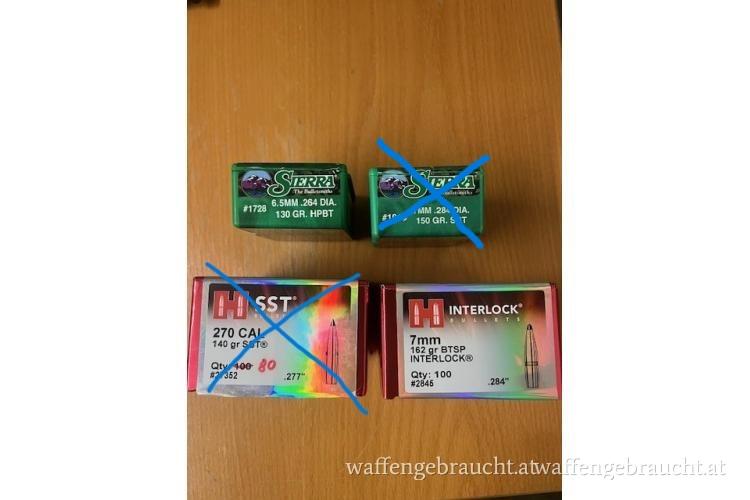 SIERRA
The Bulletsmiths
#1728
6.5MM .264 DIA.
130 GR. HPBT
SIERRA
.284 DIA.
150 GR.
SST
270 CAL
140 gr SST®
Qty: 100 80
.277"
INTERLOCK®
BULLETS
7mm
162 gr BTSP
INTERLOCK®
Qty: 100
#2845
.284"
waffengebraucht.atwaffengebraucht.at